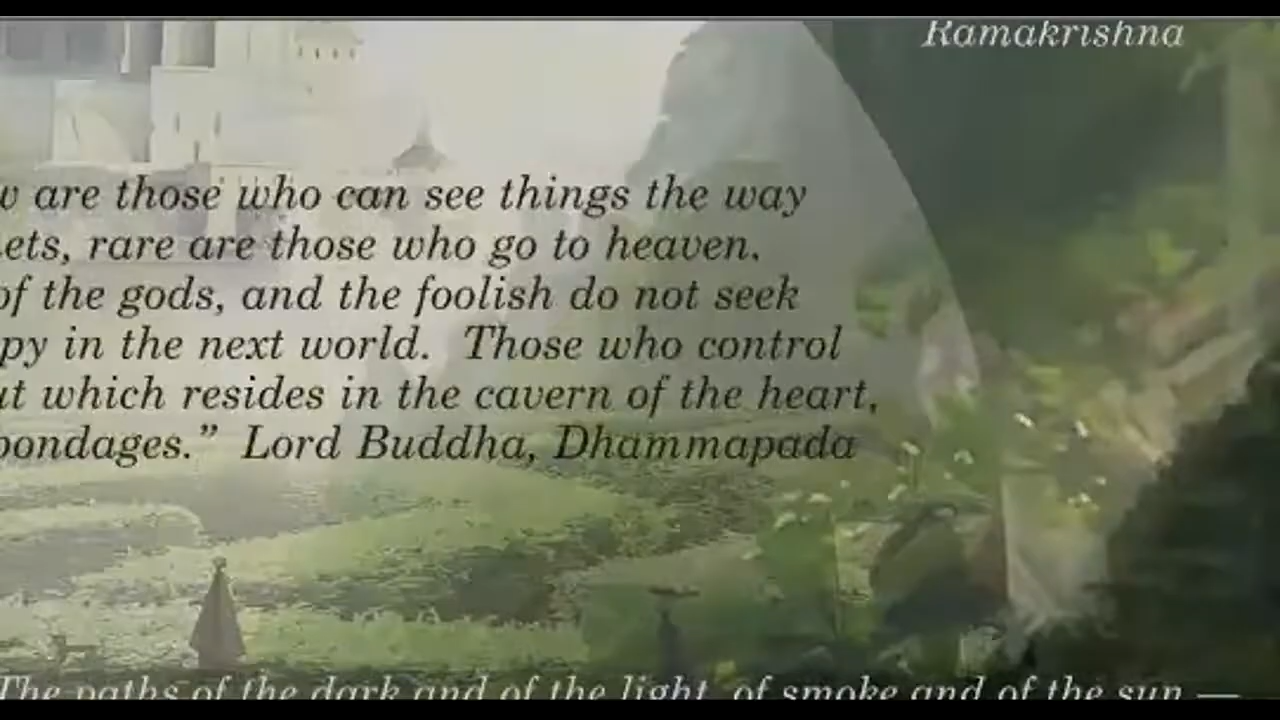 Ramakrishna
w are those who can see things the way
ets, rare are those who go to heaven.
of the gods, and the foolish do not seek
py in the next world.  Those who control
ut which resides in the cavern of the heart,
bondages.”  Lord Buddha, Dhammapada
The paths of the dark and of the light, of smoke and of the sun —